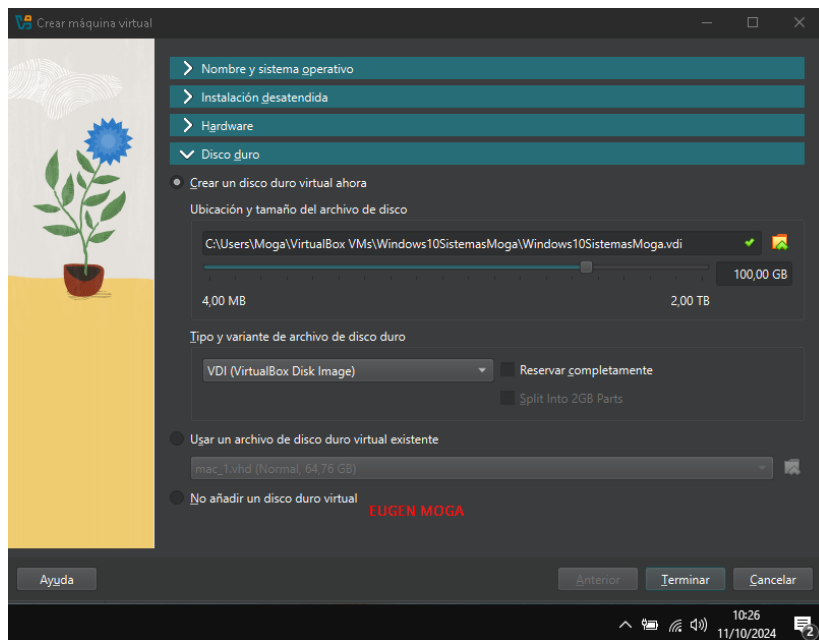 Crear máquina virtual
Nombre y sistema operativo
Instalación desatendida
Hardware
Disco duro
Crear un disco duro virtual ahora
Ubicación y tamaño del archivo de disco
C:\Users\Moga\VirtualBox VMs\Windows10SistemasMoga\Windows10SistemasMoga.vdi
100,00 GB
4,00 MB 2,00 TB
Tipo y variante de archivo de disco duro
VDI (VirtualBox Disk Image) Reservar completamente
Split Into 2GB Parts
Usar un archivo de disco duro virtual existente
mac_1.vhd (Normal, 64,76 GB)
No añadir un disco duro virtual
EUGEN MOGA
Ayuda Anterior Terminar Cancelar
10:26
11/10/2024 2